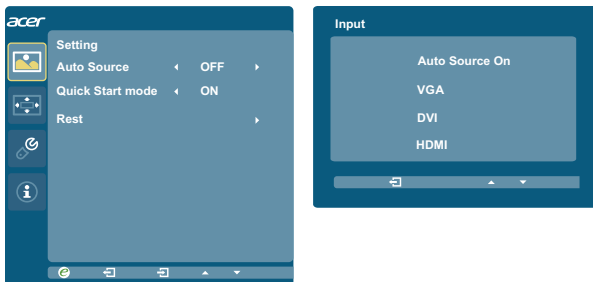 acer
Setting
Auto Source OFF
Quick Start mode ON
Rest
Input
Auto Source On
VGA
DVI
HDMI